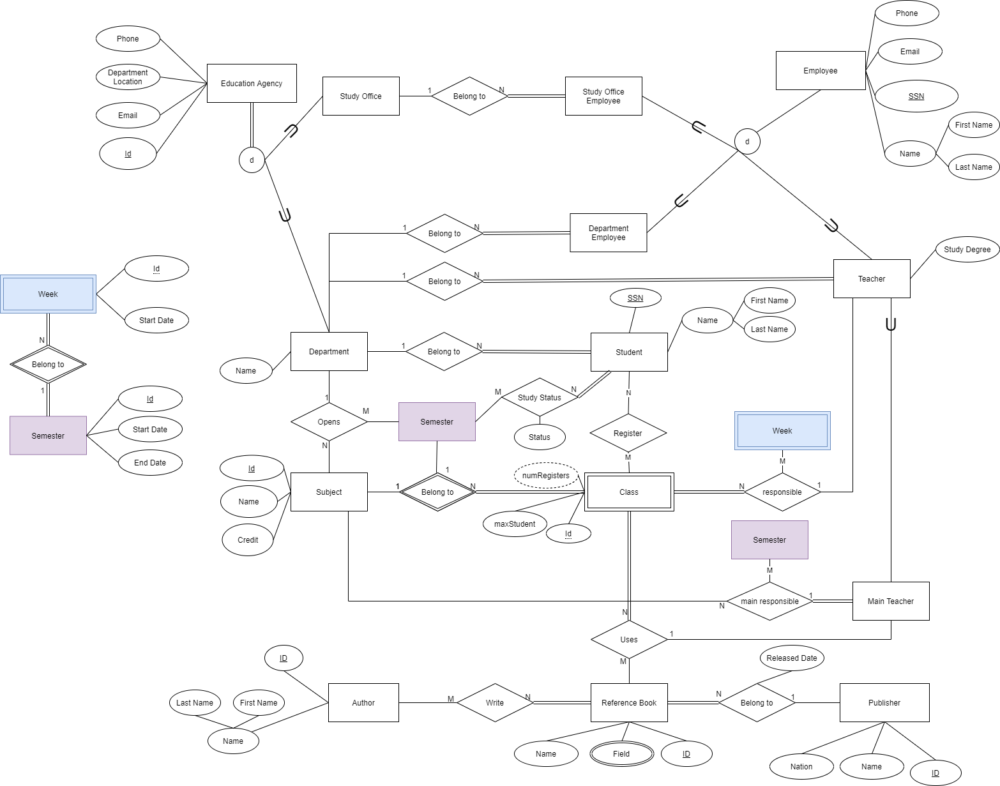 Phone
Phone
Department
Location
Education Agency
Email
Email
Id
Study Office
1
Belong to
N
Study Office
Employee
Employee
SSN
Name
First Name
Last Name
d
d
U
U
U
U
U
1
Belong to
N
Department
Employee
1
Belong to
N
Teacher
Study Degree
Week
Id
Start Date
N
Belong to
1
Semester
Id
Start Date
End Date
SSN
Name
First Name
Last Name
U
Department
Name
1
Belong to
N
Student
1
Opens
M
N
Semester
M
Study Status
N
Status
N
Register
M
Week
M
Id
Name
Credit
Subject
1
Belong to
1
N
numRegisters
maxStudent
Id
Class
N
responsible
1
Semester
M
N
main responsible
1
Main Teacher
N
Uses
1
M
ID
Last Name
First Name
Name
Author
M
Write
N
Reference Book
Name
Field
ID
N
Belong to
1
Released Date
Publisher
Nation
Name
ID